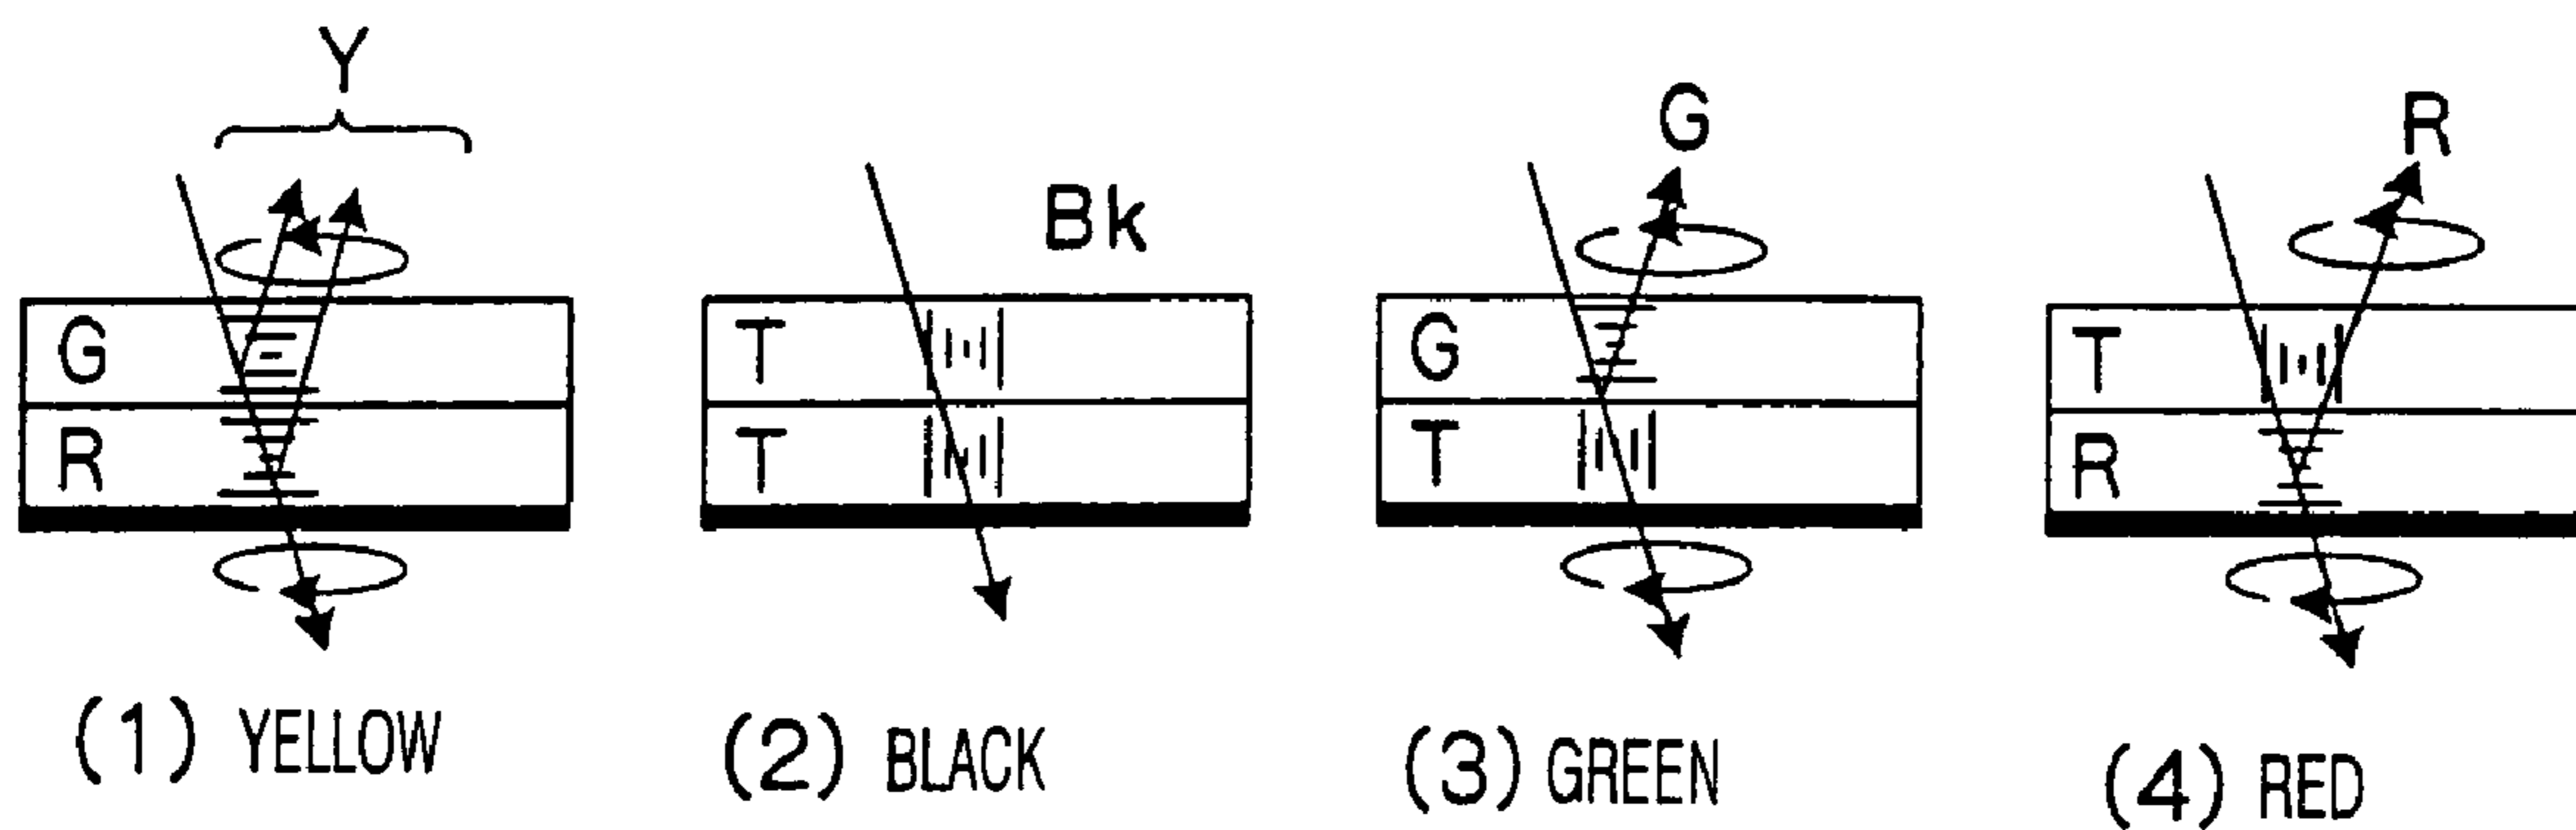 Y
G
R
(1) YELLOW
Bk
T
T
(2) BLACK
G
G
T
(3) GREEN
R
T
R
(4) RED